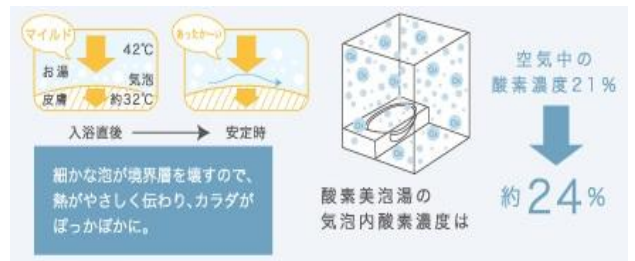 マイルド
42℃
お湯
気泡
皮膚
約32℃
あったか〜い
入浴直後
安定時
細かな泡が境界層を壊すので、
熱がやさしく伝わり、カラダが
ぽっかぽかに。
酸素美泡湯の
気泡内酸素濃度は
空気中の
酸素濃度21%
約24%